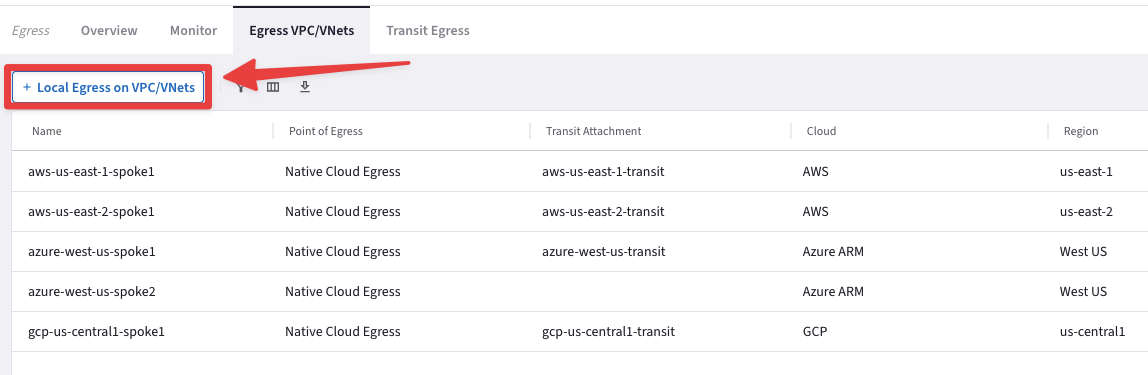 Egress Overview Monitor Egress VPC/VNets Transit Egress
+ Local Egress on VPC/VNets
Name Point of Egress Transit Attachment Cloud Region
aws-us-east-1-spoke1 Native Cloud Egress aws-us-east-1-transit AWS us-east-1
aws-us-east-2-spoke1 Native Cloud Egress aws-us-east-2-transit AWS us-east-2
azure-west-us-spoke1 Native Cloud Egress azure-west-us-transit Azure ARM West US
azure-west-us-spoke2 Native Cloud Egress Azure ARM West US
gcp-us-central1-spoke1 Native Cloud Egress gcp-us-central1-transit GCP us-central1